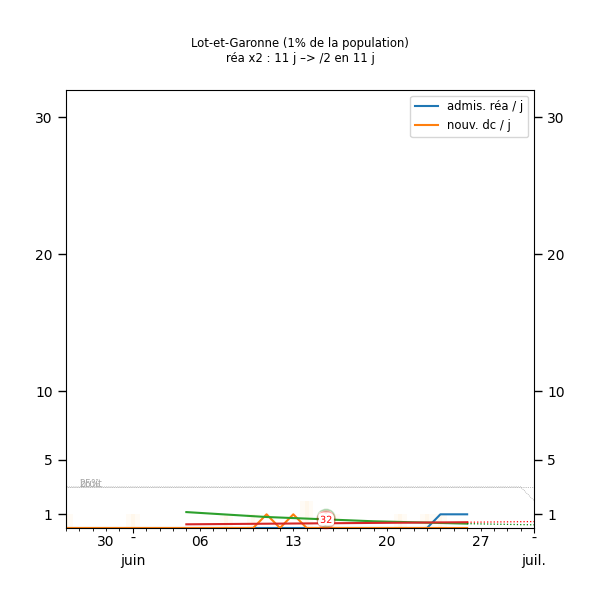 Lot-et-Garonne (1% de la population)
réa x2 : 11 j –> /2 en 11 j
admis. réa / j
nouv. dc / j
30 30
20 20
10 10
5 5
1 1
32
30 - 06 13 20 27 -
juin juil.